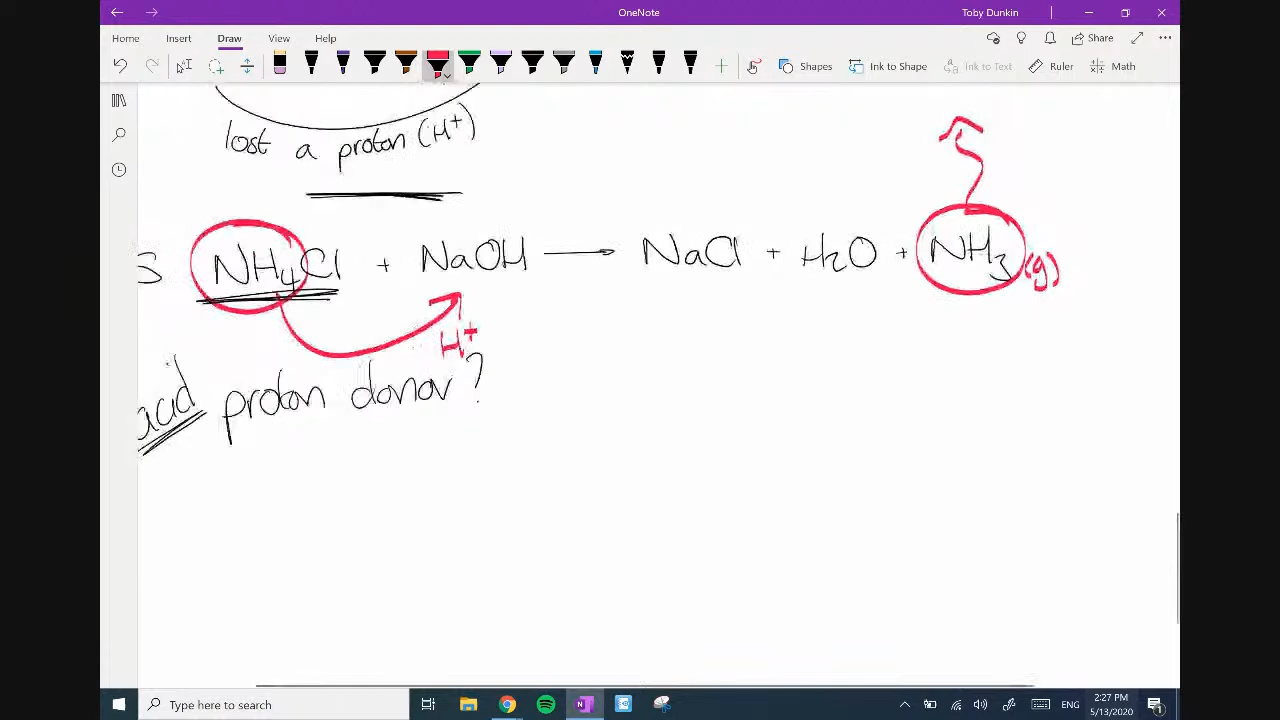 OneNote
Toby Dunkin
Home Insert Draw View Help
Share
Shapes Ink to Shape Ink to Text Ruler Math
lost a proton (H+)
S NH4Cl + NaOH → NaCl + H2O + NH3 (g)
H+
acid proton donor?
Type here to search
ENG
2:27 PM
5/13/2020
1